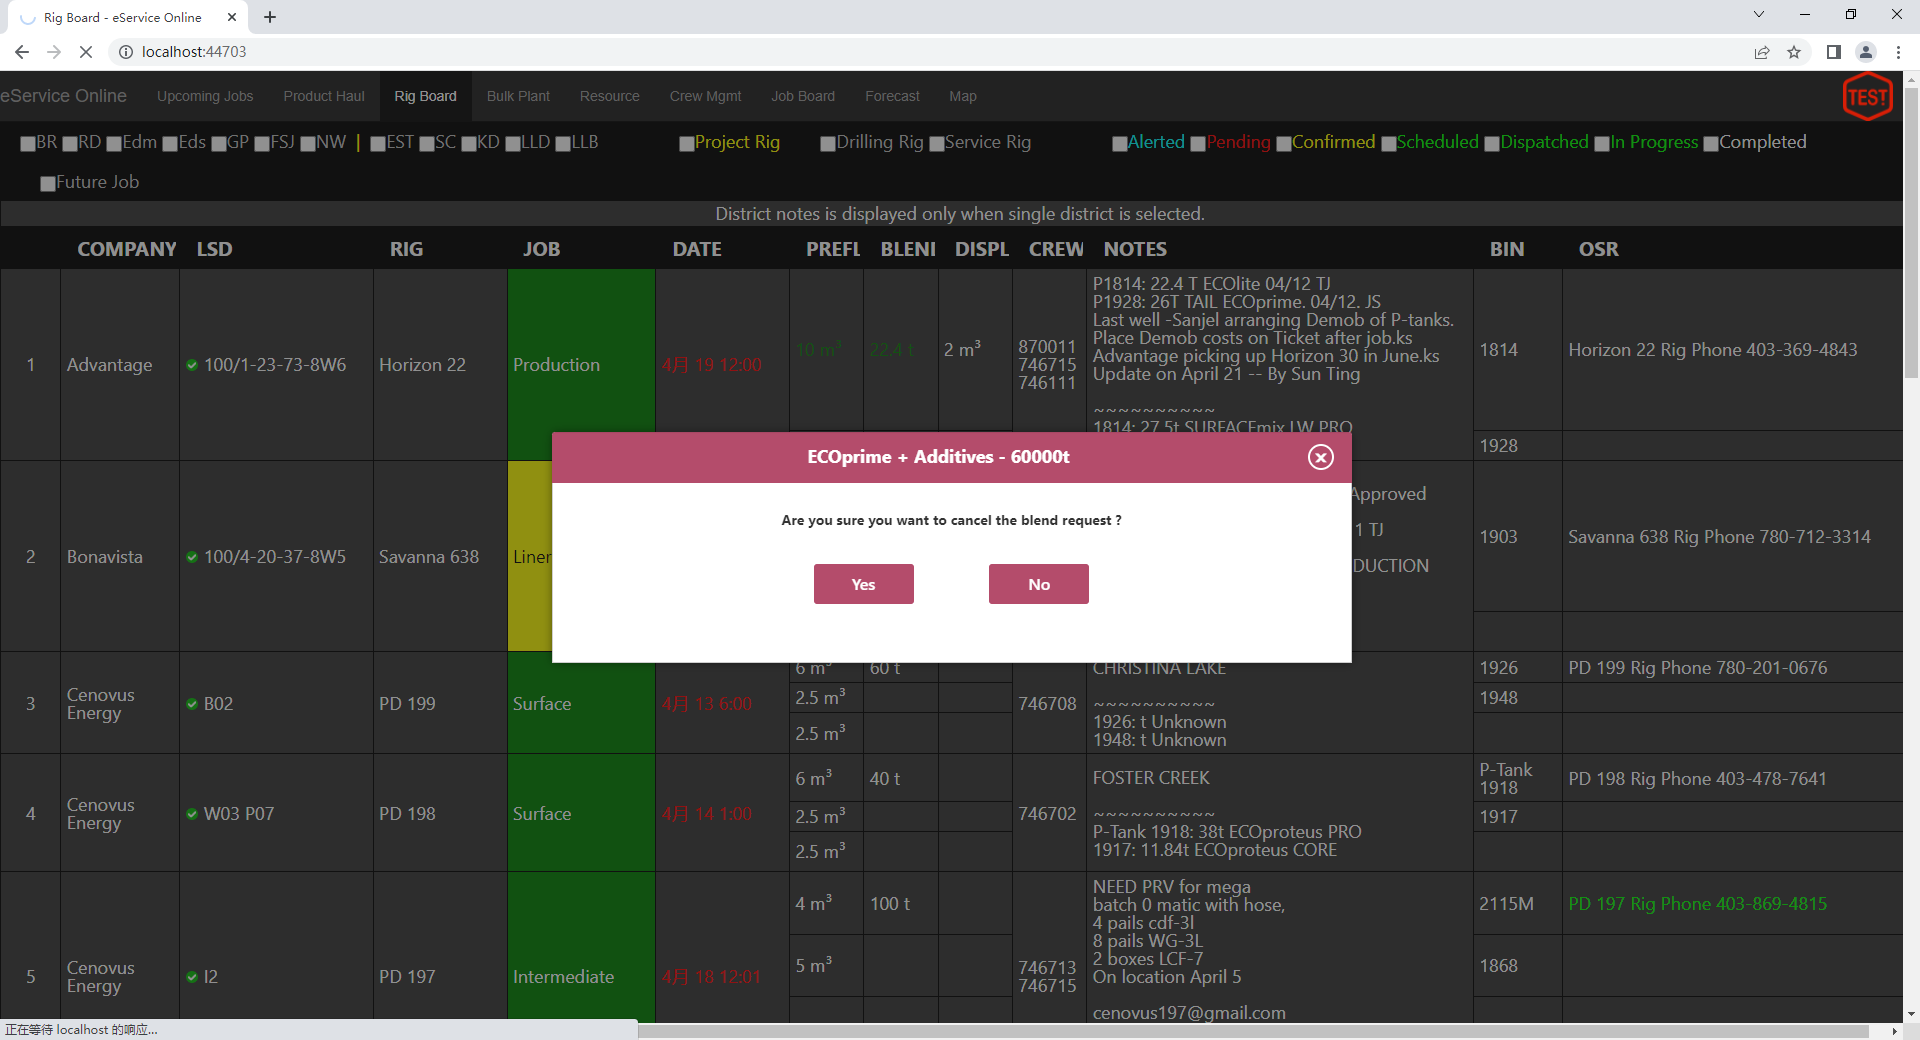 Rig Board - eService Online
localhost:44703
eService Online Upcoming Jobs Product Haul Rig Board Bulk Plant Resource Crew Mgmt Job Board Forecast Map TEST!
BR RD Edm Eds GP FSJ NW | EST SC KD LLD LLB Project Rig Drilling Rig Service Rig Alerted Pending Confirmed Scheduled Dispatched In Progress Completed
Future Job
District notes is displayed only when single district is selected.
COMPANY LSD RIG JOB DATE PREFL BLENI DISPL CREW NOTES BIN OSR
1 Advantage 100/1-23-73-8W6 Horizon 22 Production 4月 19 12:00 10 m³ 22.4 t 2 m³
870011
746715
746111
P1814: 22.4 T ECOlite 04/12 TJ
P1928: 26T TAIL ECOprime. 04/12. JS
Last well -Sanjel arranging Demob of P-tanks.
Place Demob costs on Ticket after job.ks
Advantage picking up Horizon 30 in June.ks
Update on April 21 -- By Sun Ting
~~~~~~~~~~
1814: 27.5t SURFACEmix LW PRO
1814 Horizon 22 Rig Phone 403-369-4843
1928
ECOprime + Additives - 60000t
Are you sure you want to cancel the blend request ?
Yes No
2 Bonavista 100/4-20-37-8W5 Savanna 638 Liner
Approved
1 TJ
DUCTION
1903 Savanna 638 Rig Phone 780-712-3314
3 Cenovus
Energy
B02 PD 199 Surface 4月 13 6:00
6 m³ 60 t
2.5 m³
2.5 m³
746708
CHRISTINA LAKE
~~~~~~~~~~
1926: t Unknown
1948: t Unknown
1926 PD 199 Rig Phone 780-201-0676
1948
4 Cenovus
Energy
W03 P07 PD 198 Surface 4月 14 1:00
6 m³ 40 t
2.5 m³
2.5 m³
746702
FOSTER CREEK
~~~~~~~~~~
P-Tank 1918: 38t ECOproteus PRO
1917: 11.84t ECOproteus CORE
P-Tank
1918
PD 198 Rig Phone 403-478-7641
1917
5 Cenovus
Energy
I2 PD 197 Intermediate 4月 18 12:01
4 m³ 100 t
5 m³
746713
746715
NEED PRV for mega
batch 0 matic with hose,
4 pails cdf-3l
8 pails WG-3L
2 boxes LCF-7
On location April 5
cenovus197@gmail.com
2115M PD 197 Rig Phone 403-869-4815
1868
正在等待 localhost 的响应...